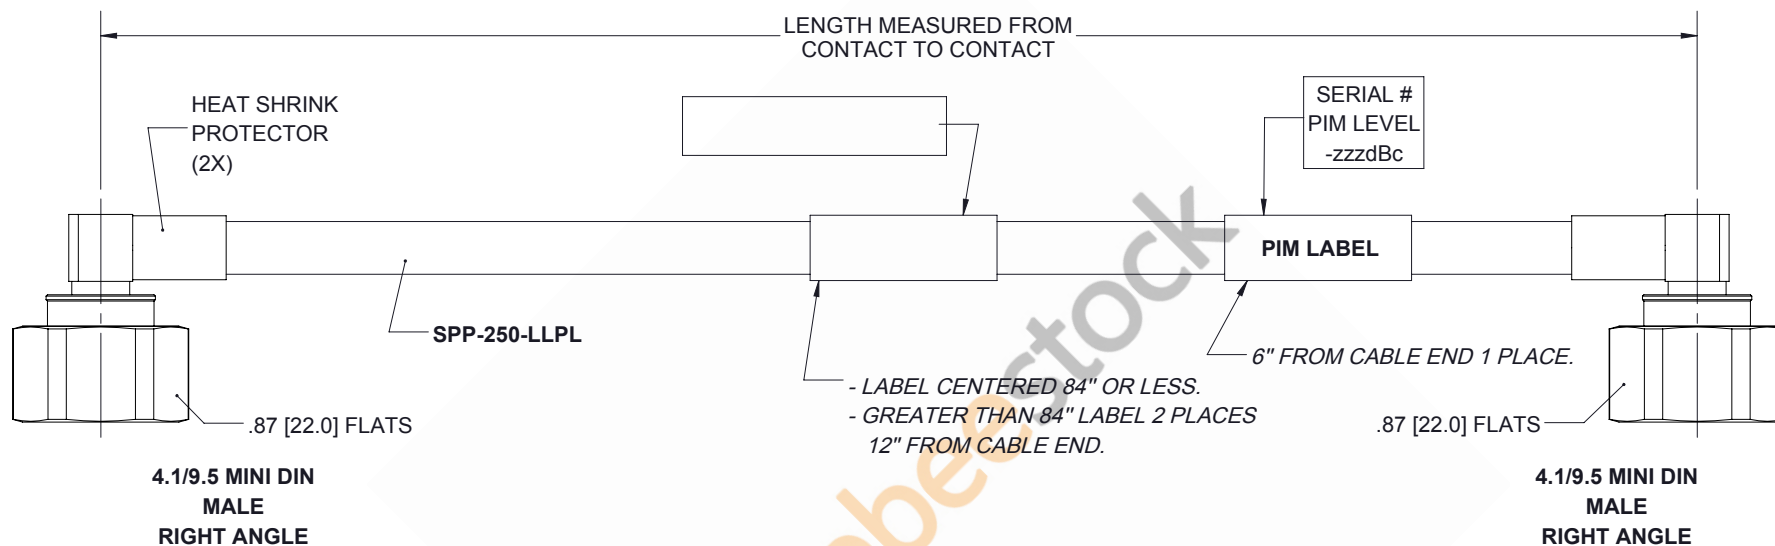 LENGTH MEASURED FROM
CONTACT TO CONTACT
HEAT SHRINK
PROTECTOR
(2X)
SERIAL #
PIM LEVEL
-zzzdBc
PIM LABEL
SPP-250-LLPL
6" FROM CABLE END 1 PLACE.
- LABEL CENTERED 84" OR LESS.
- GREATER THAN 84" LABEL 2 PLACES
12" FROM CABLE END.
.87 [22.0] FLATS
.87 [22.0] FLATS
4.1/9.5 MINI DIN
MALE
RIGHT ANGLE
4.1/9.5 MINI DIN
MALE
RIGHT ANGLE